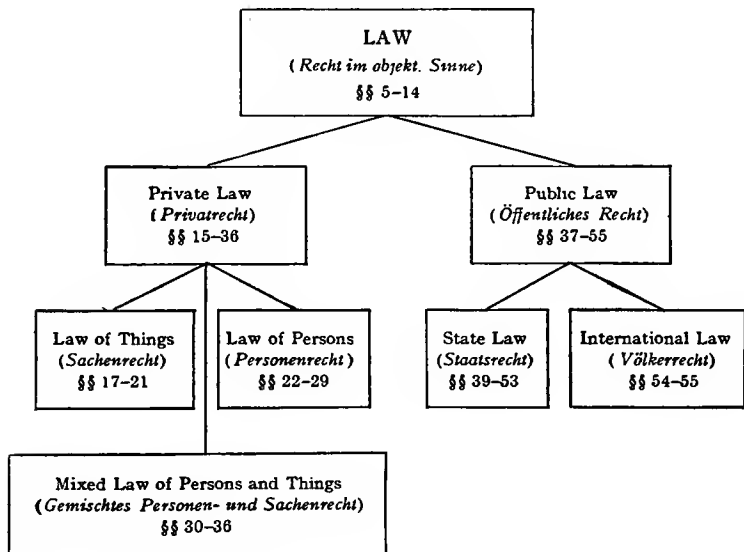 LAW
(Recht im objekt. Sinne)
§§ 5–14
Private Law
(Privatrecht)
§§ 15–36
Public Law
(Öffentliches Recht)
§§ 37–55
Law of Things
(Sachenrecht)
§§ 17–21
Law of Persons
(Personenrecht)
§§ 22–29
State Law
(Staatsrecht)
§§ 39–53
International Law
(Völkerrecht)
§§ 54–55
Mixed Law of Persons and Things
(Gemischtes Personen- und Sachenrecht)
§§ 30–36